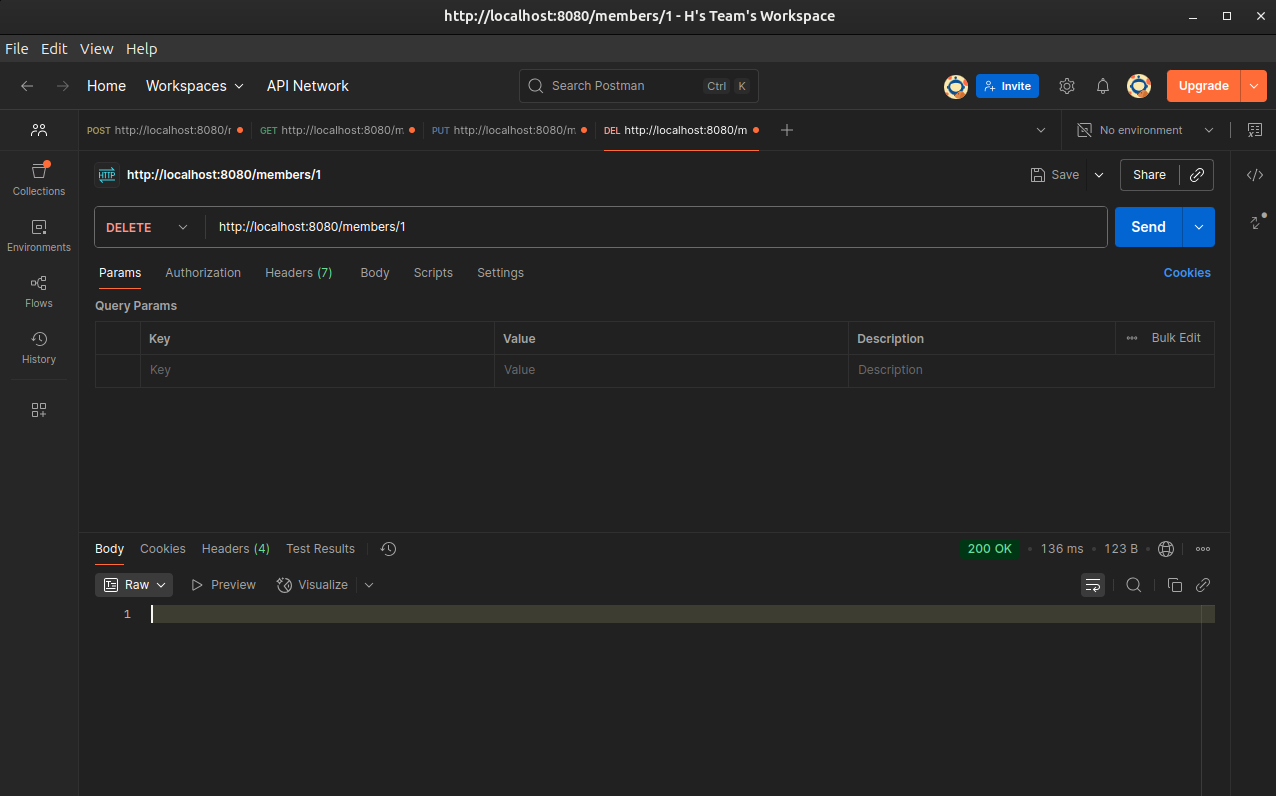 http://localhost:8080/members/1 - H's Team's Workspace
File Edit View Help
Home Workspaces API Network Search Postman Ctrl K Invite Upgrade
POST http://localhost:8080/r GET http://localhost:8080/m. PUT http://localhost:8080/m. DEL http://localhost:8080/m No environment
HTTP http://localhost:8080/members/1 Save Share
Collections
DELETE http://localhost:8080/members/1 Send
Environments
Params Authorization Headers (7) Body Scripts Settings Cookies
Flows
Query Params
Key Value Description Bulk Edit
History
Key Value Description
Body Cookies Headers (4) Test Results 200 OK • 136 ms • 123 B
Raw Preview Visualize
1